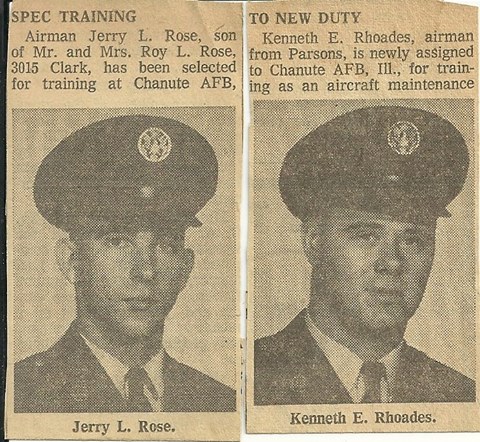 SPEC TRAINING
Airman Jerry L. Rose, son
of Mr. and Mrs. Roy L. Rose,
3015 Clark, has been selected
for training at Chanute AFB,
Jerry L. Rose.
TO NEW DUTY
Kenneth E. Rhoades, airman
from Parsons, is newly assigned
to Chanute AFB, Ill., for train-
ing as an aircraft maintenance
Kenneth E. Rhoades.